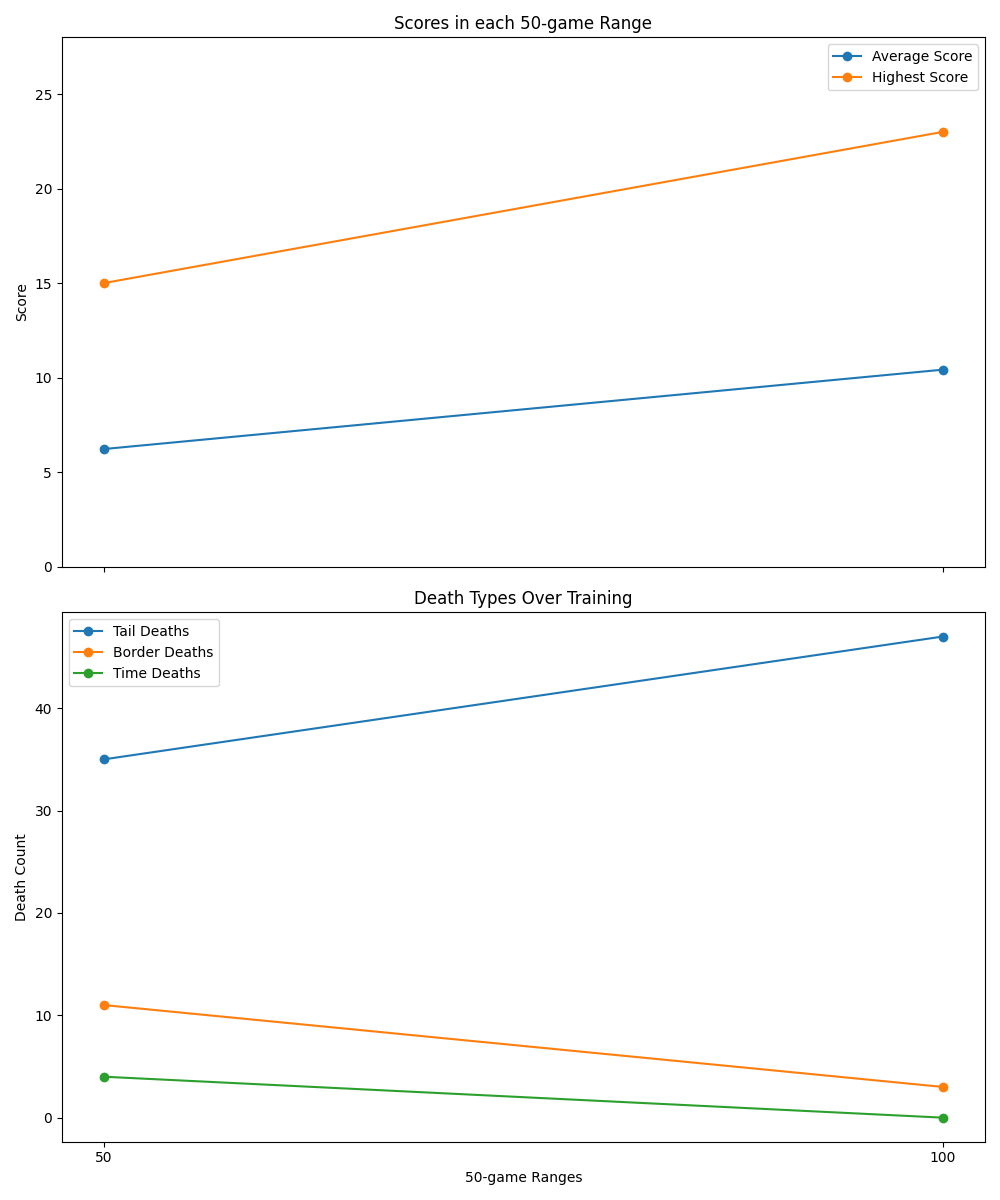 Scores in each 50-game Range
Average Score
Highest Score
25
20
15
10
5
0
Score
Death Types Over Training
Tail Deaths
Border Deaths
Time Deaths
40
30
20
10
0
Death Count
50
100
50-game Ranges